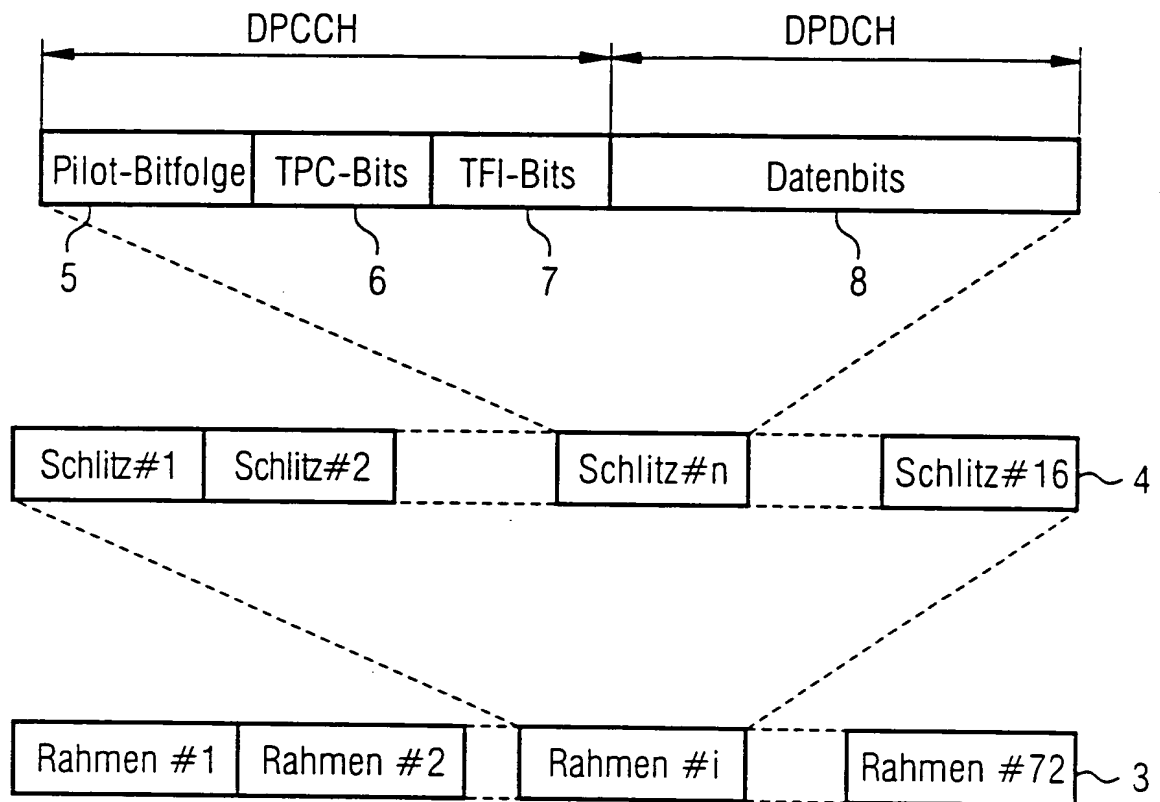 DPCCH DPDCH
Pilot-Bitfolge TPC-Bits TFI-Bits Datenbits
5 6 7 8
Schlitz#1 Schlitz#2 Schlitz#n Schlitz#16 4
Rahmen #1 Rahmen #2 Rahmen #i Rahmen #72 3